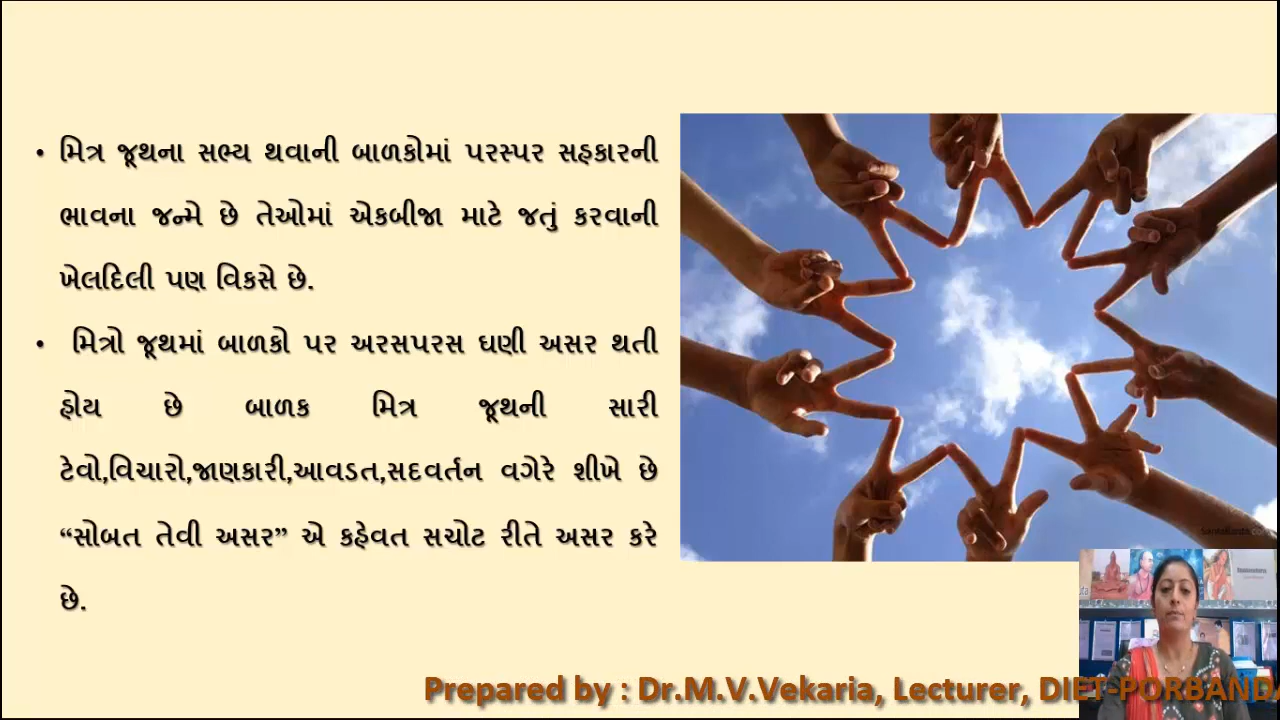 • મિત્ર જૂથના સભ્ય થવાની બાળકોમાં પરસ્પર સહકારની
ભાવના જન્મે છે તેઓમાં એકબીજા માટે જતું કરવાની
ખેલદિલી પણ વિકસે છે.
• મિત્રો જૂથમાં બાળકો પર અરસપરસ ઘણી અસર થતી
હોય છે બાળક મિત્ર જૂથની સારી
ટેવો,વિચારો,જાણકારી,આવડત,સદવર્તન વગેરે શીખે છે
“સોબત તેવી અસર” એ કહેવત સચોટ રીતે અસર કરે
છે.
Prepared by : Dr.M.V.Vekaria, Lecturer, DIET-PORBANDA